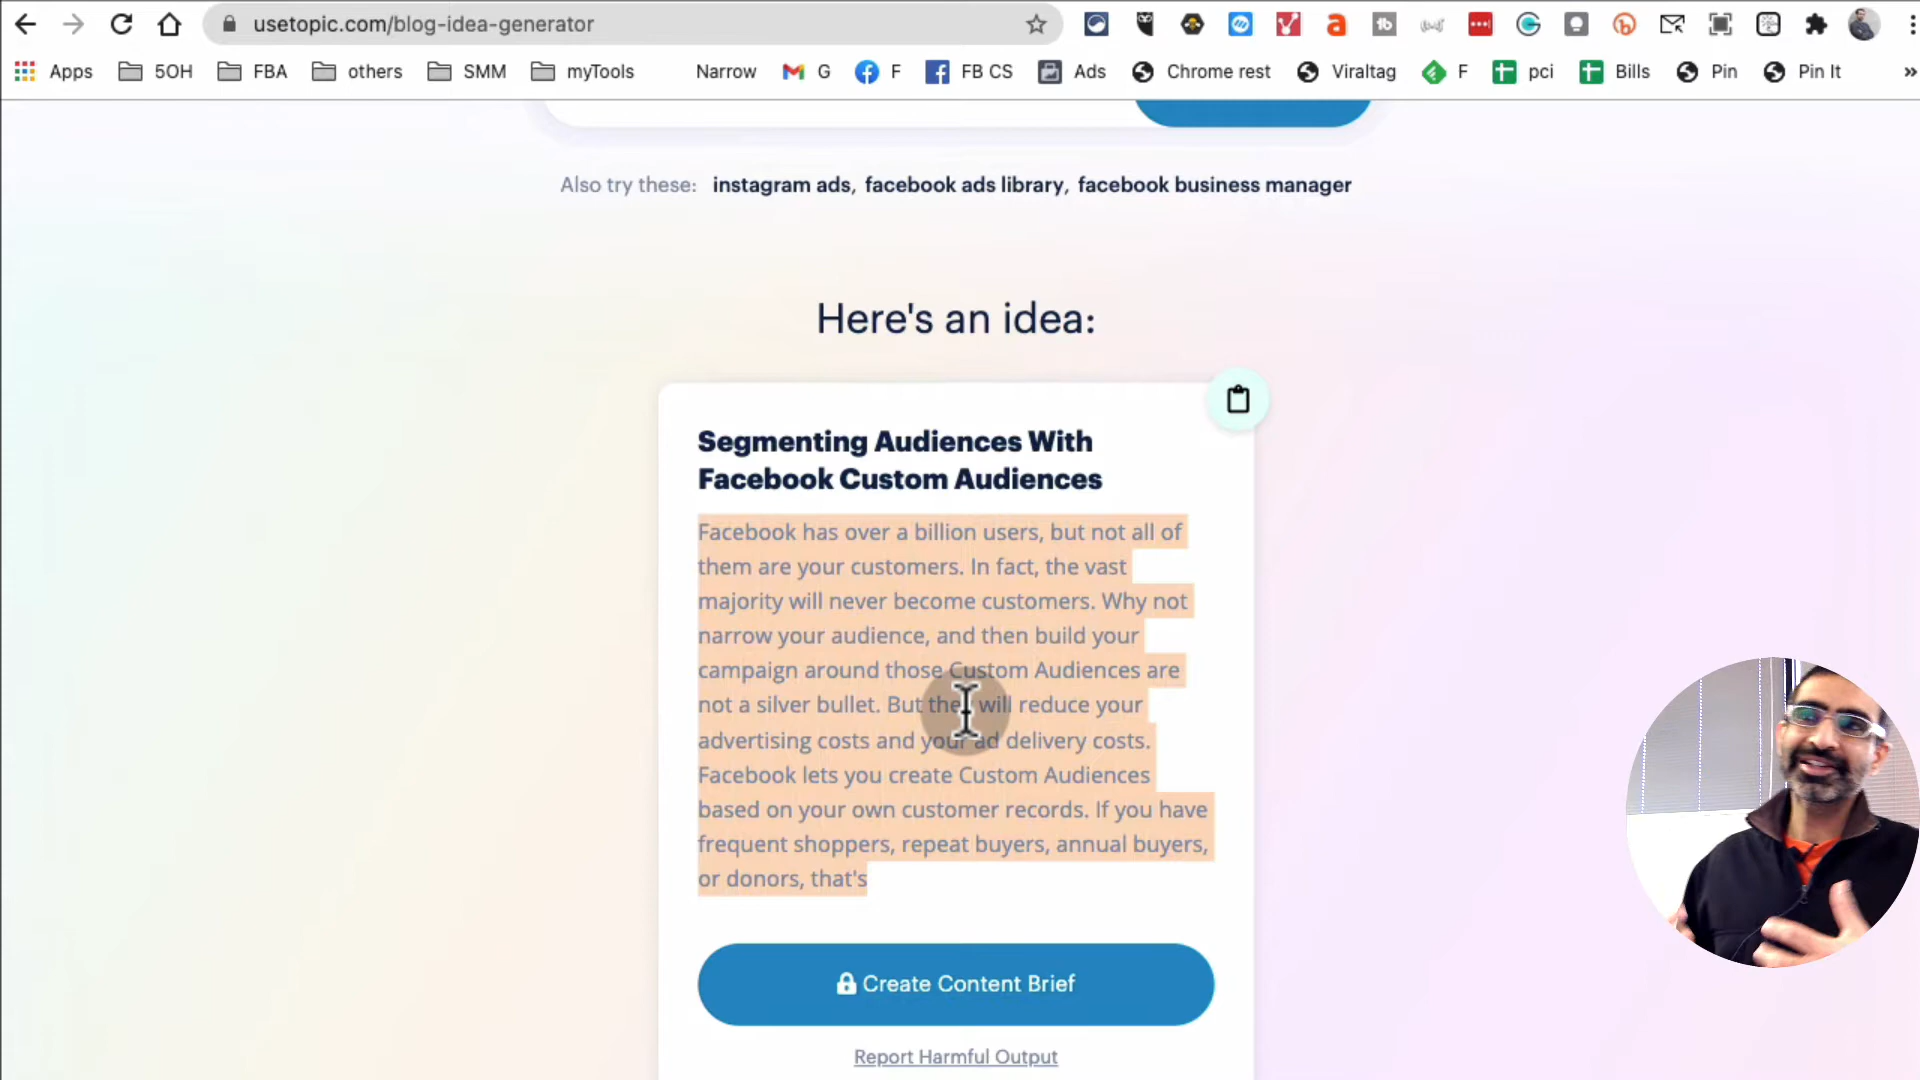 usetopic.com/blog-idea-generator
Apps 5OH FBA others SMM myTools Narrow G F FB CS Ads Chrome rest Viraltag F pci Bills Pin Pin It »
Also try these: instagram ads, facebook ads library, facebook business manager
Here's an idea:
Segmenting Audiences With
Facebook Custom Audiences
Facebook has over a billion users, but not all of
them are your customers. In fact, the vast
majority will never become customers. Why not
narrow your audience, and then build your
campaign around those Custom Audiences are
not a silver bullet. But they will reduce your
advertising costs and your ad delivery costs.
Facebook lets you create Custom Audiences
based on your own customer records. If you have
frequent shoppers, repeat buyers, annual buyers,
or donors, that's
Create Content Brief
Report Harmful Output